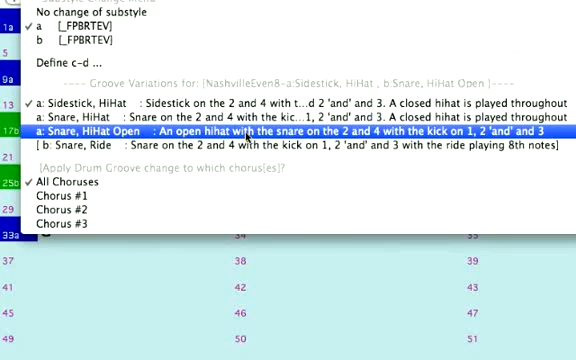 Substyle Change Menu
No change of substyle
✓ a [_FPBRTEV]
b [_FPBRTEV]
Define c-d ...
---- Groove Variations for: [NashvilleEven8-a:Sidestick, HiHat , b:Snare, HiHat Open ]----
✓ a: Sidestick, HiHat : Sidestick on the 2 and 4 with t...d 2 'and' and 3. A closed hihat is played throughout
a: Snare, HiHat : Snare on the 2 and 4 with the kic...1, 2 'and' and 3. A closed hihat is played throughout
a: Snare, HiHat Open : An open hihat with the snare on the 2 and 4 with the kick on 1, 2 'and' and 3
[ b: Snare, Ride : Snare on the 2 and 4 with the kick on 1, 2 'and' and 3 with the ride playing 8th notes]
[Apply Drum Groove change to which chorus[es]?
✓ All Choruses
Chorus #1
Chorus #2
Chorus #3
1a
5
9a
13
17b
21
25b
29
33a 34 35
37 38 39
41 42 43
45 46 47
49 50 51